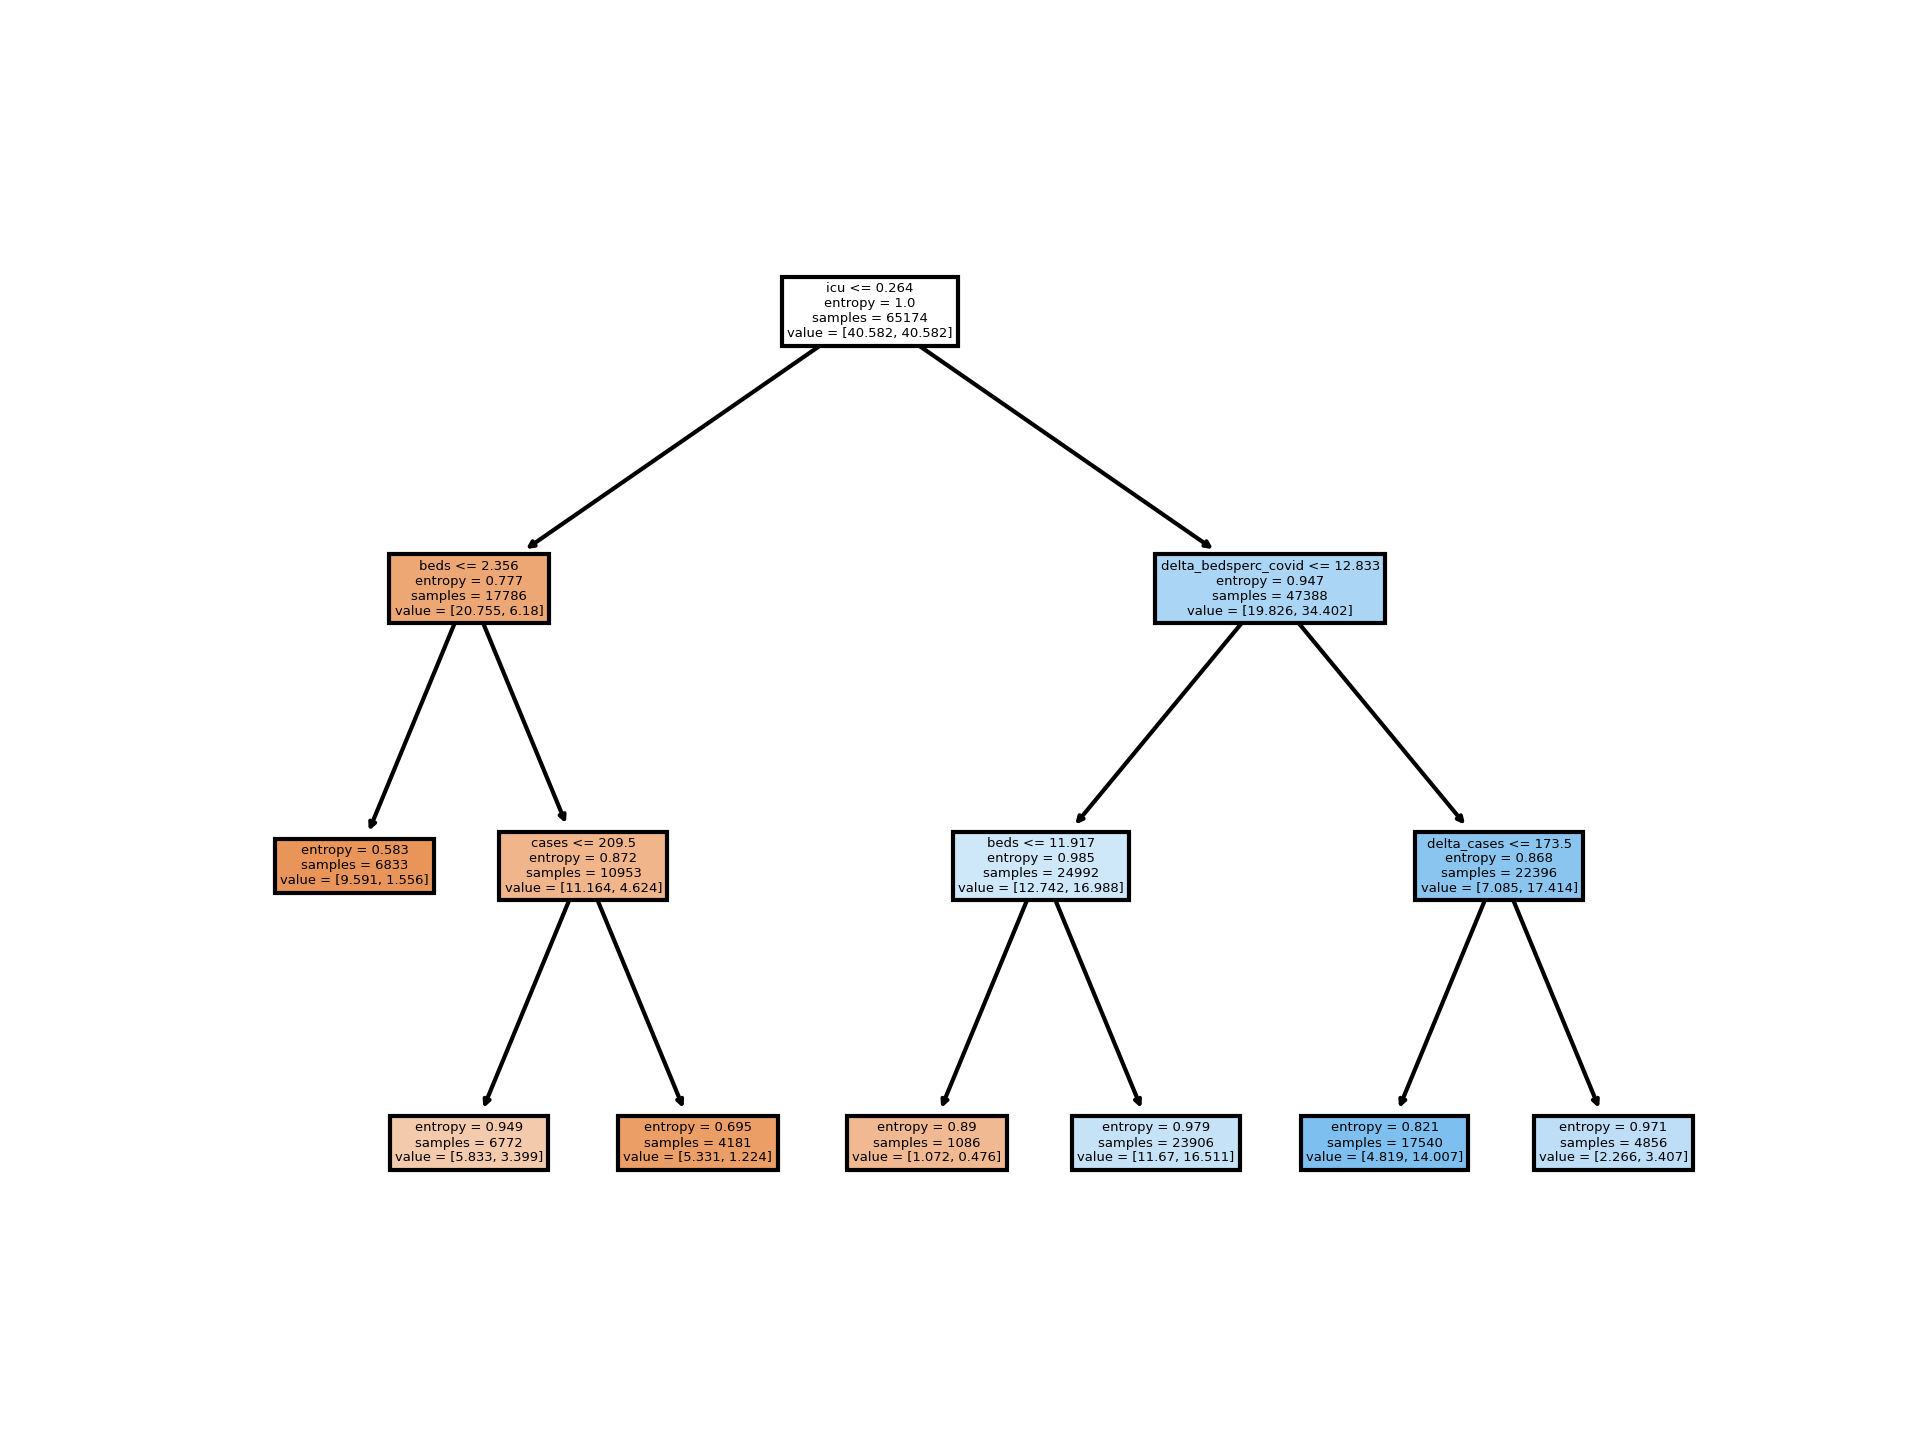 icu <= 0.264
entropy = 1.0
samples = 65174
value = [40.582, 40.582]
beds <= 2.356
entropy = 0.777
samples = 17786
value = [20.755, 6.18]
delta_bedsperc_covid <= 12.833
entropy = 0.947
samples = 47388
value = [19.826, 34.402]
entropy = 0.583
samples = 6833
value = [9.591, 1.556]
cases <= 209.5
entropy = 0.872
samples = 10953
value = [11.164, 4.624]
beds <= 11.917
entropy = 0.985
samples = 24992
value = [12.742, 16.988]
delta_cases <= 173.5
entropy = 0.868
samples = 22396
value = [7.085, 17.414]
entropy = 0.949
samples = 6772
value = [5.833, 3.399]
entropy = 0.695
samples = 4181
value = [5.331, 1.224]
entropy = 0.89
samples = 1086
value = [1.072, 0.476]
entropy = 0.979
samples = 23906
value = [11.67, 16.511]
entropy = 0.821
samples = 17540
value = [4.819, 14.007]
entropy = 0.971
samples = 4856
value = [2.266, 3.407]